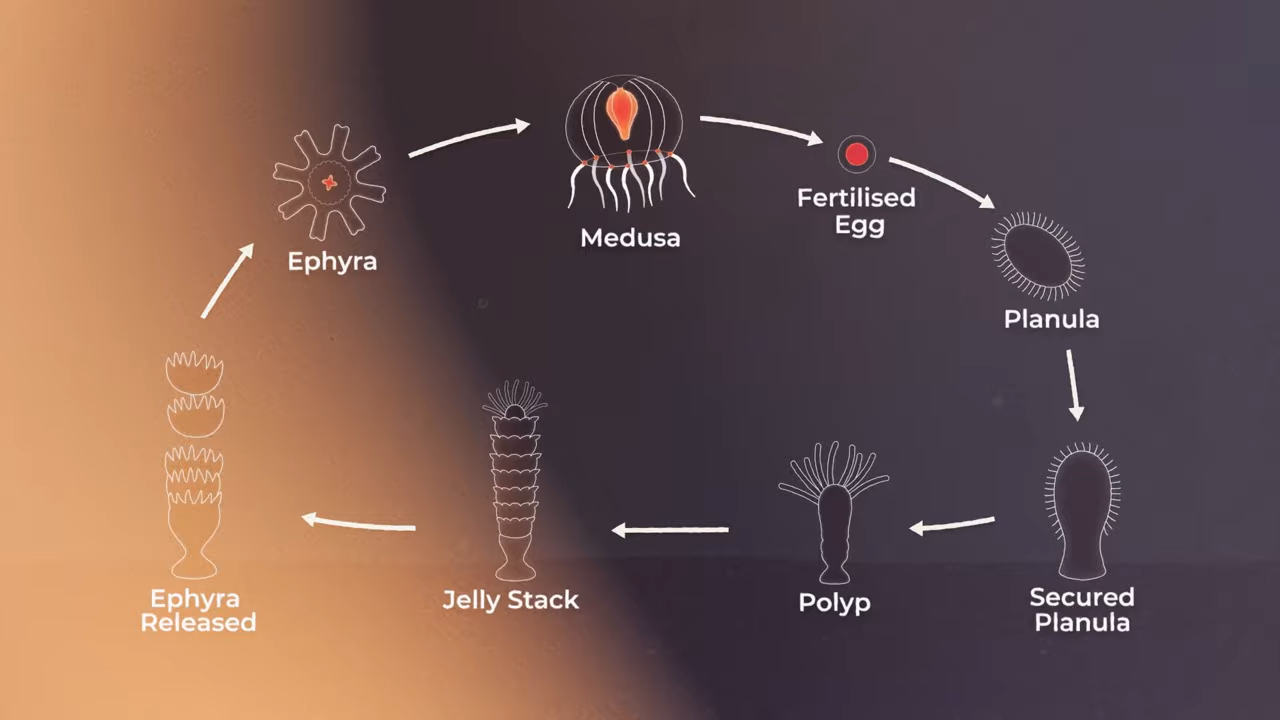 Medusa
Fertilised
Egg
Ephyra
Planula
Jelly Stack
Polyp
Secured
Planula
Ephyra
Released